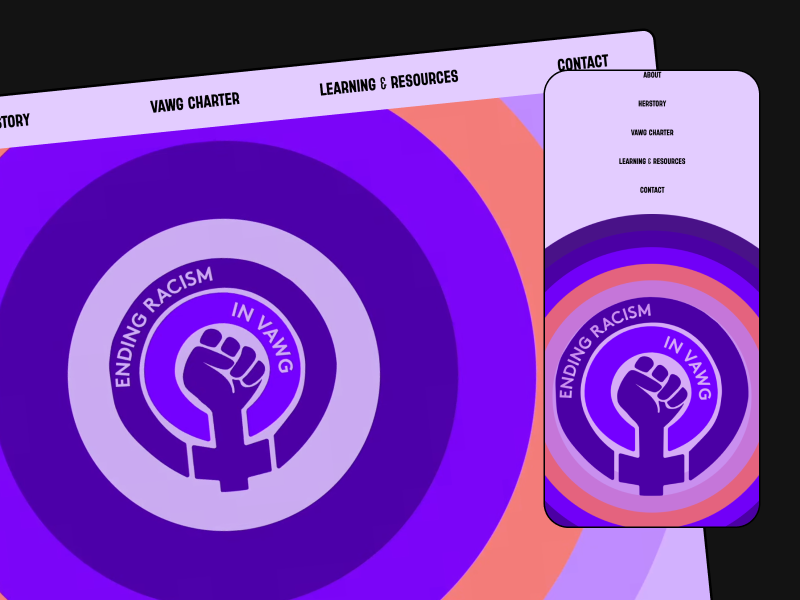 STORY
VAWG CHARTER
LEARNING & RESOURCES
CONTACT
ENDING RACISM
IN VAWG
ABOUT
HERSTORY
VAWG CHARTER
LEARNING & RESOURCES
CONTACT
ENDING RACISM
IN VAWG